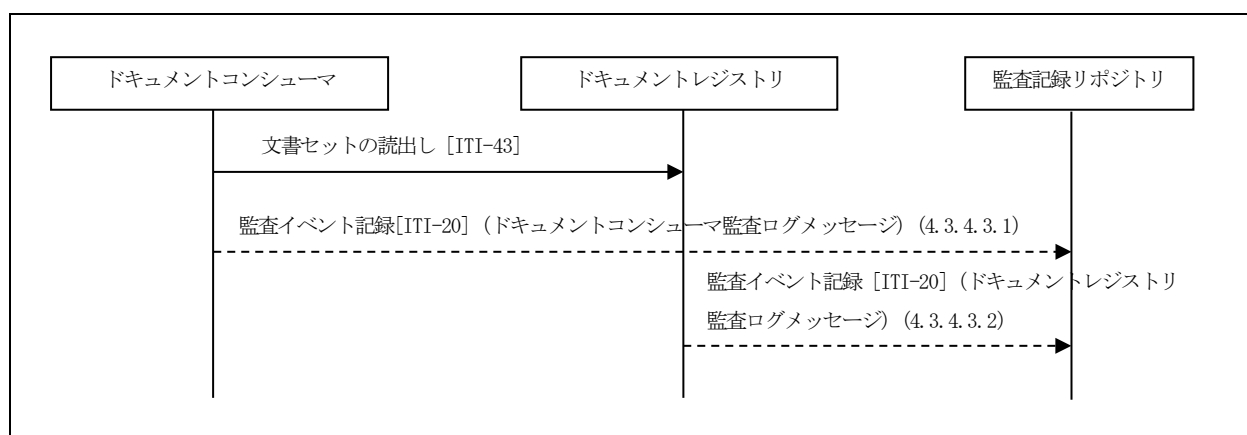 ドキュメントコンシューマ
ドキュメントレジストリ
監査記録リポジトリ
文書セットの読出し [ITI-43]
監査イベント記録[ITI-20] (ドキュメントコンシューマ監査ログメッセージ) (4.3.4.3.1)
監査イベント記録 [ITI-20] (ドキュメントレジストリ
監査ログメッセージ) (4.3.4.3.2)